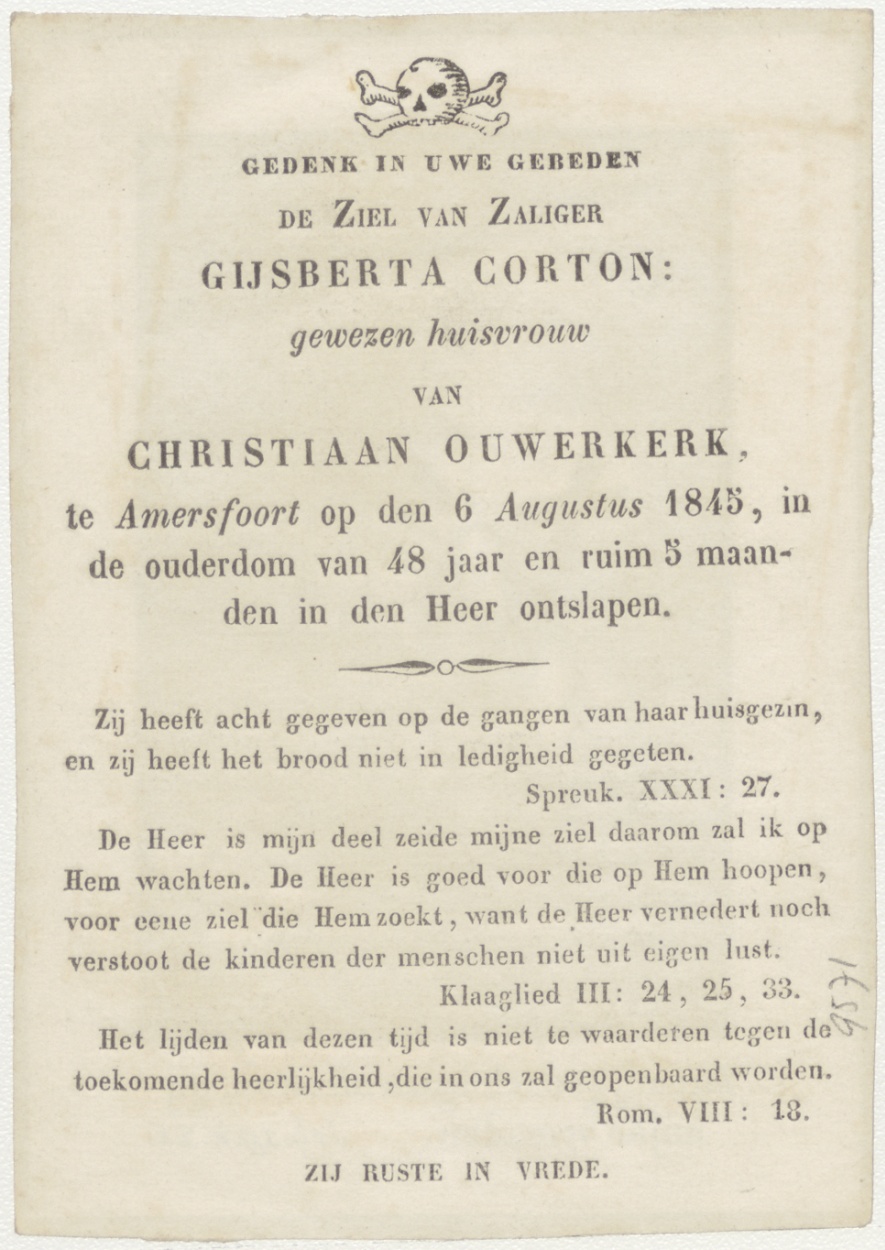 GEDENK IN UWE GEBEDEN
DE ZIEL VAN ZALIGER
GIJSBERTA CORTON:
gewezen huisvrouw
VAN
CHRISTIAAN OUWERKERK,
te Amersfoort op den 6 Augustus 1845, in
de ouderdom van 48 jaar en ruim 5 maan-
den in den Heer ontslapen.
Zij heeft acht gegeven op de gangen van haar huisgezin,
en zij heeft het brood niet in ledigheid gegeten.
Spreuk. XXXI: 27.
De Heer is mijn deel zeide mijne ziel daarom zal ik op
Hem wachten. De Heer is goed voor die op Hem hoopen,
voor eene ziel die Hem zoekt, want de Heer vernedert noch
verstoot de kinderen der menschen niet uit eigen lust.
Klaaglied III: 24, 25, 33.
Het lijden van dezen tijd is niet te waarderen tegen de
toekomende heerlijkheid, die in ons zal geopenbaard worden.
Rom. VIII: 18.
ZIJ RUSTE IN VREDE.
9571